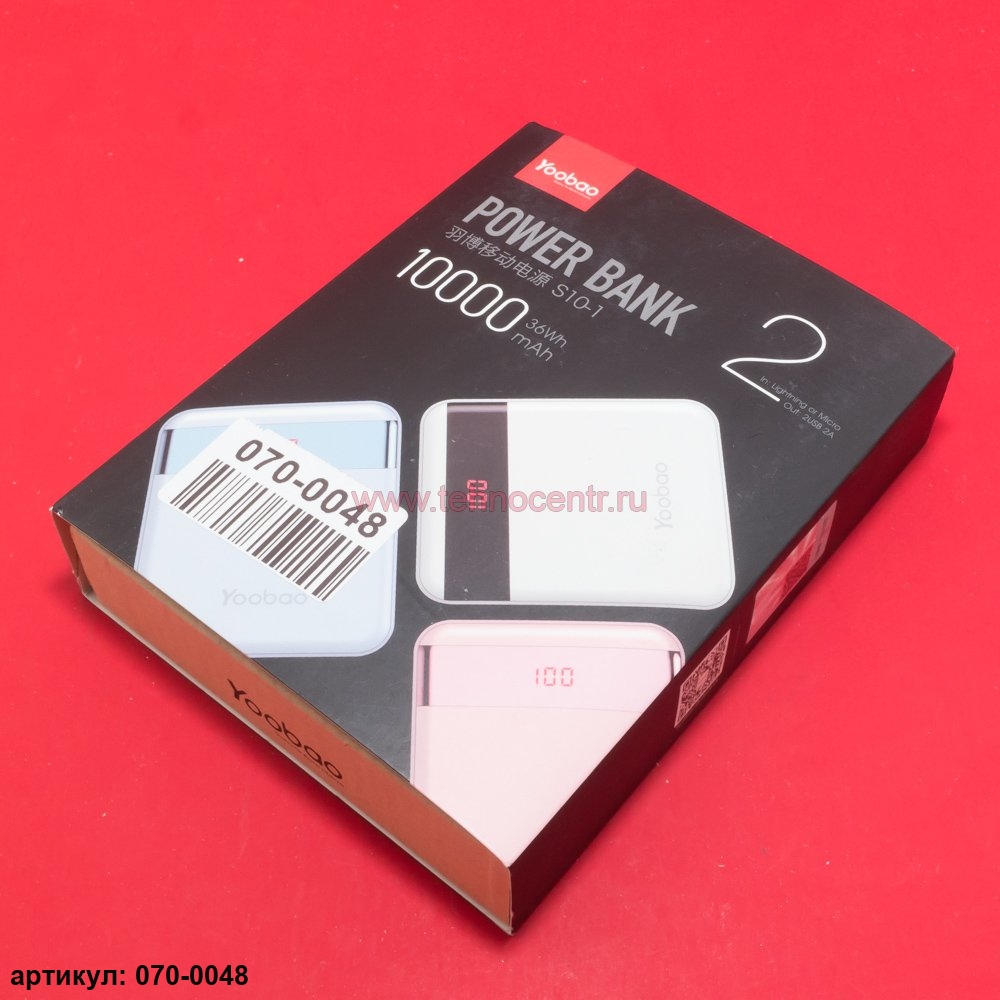 Yoobao
POWER BANK
羽博移动电源 S10-1
10000 36Wh mAh
2
In: Lightning or Micro
Out: 2USB 2A
070-0048
100
Yoobao
www.tehnocentr.ru
Yoobao
100
Yoobao
артикул: 070-0048